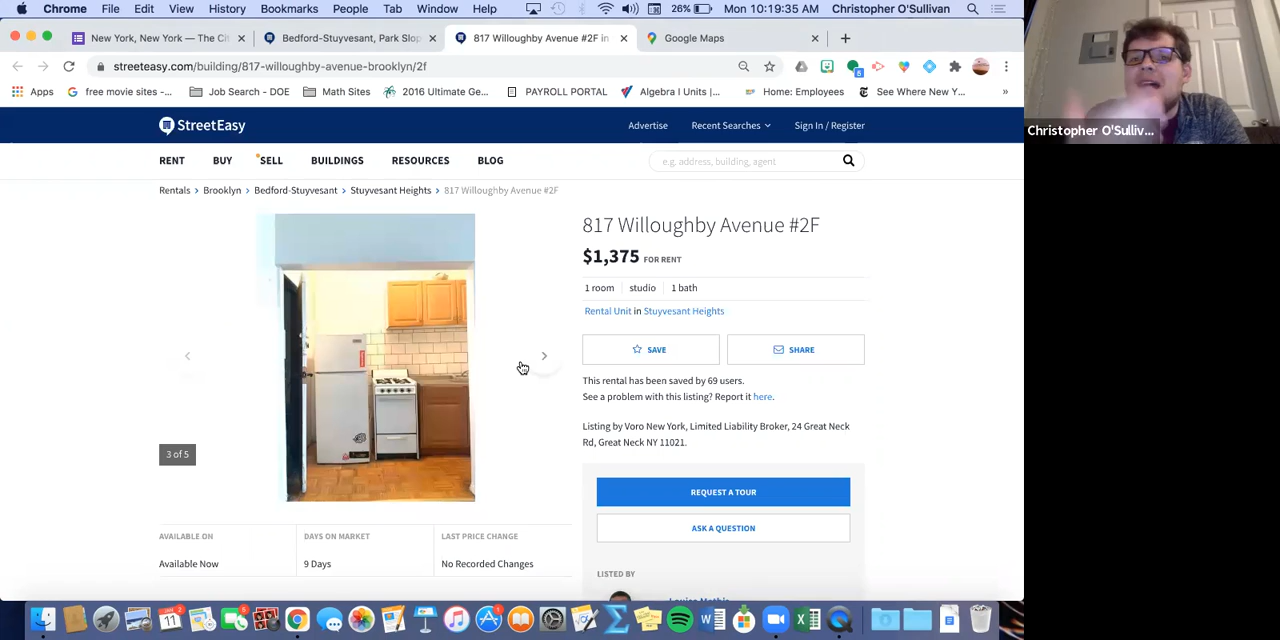 Chrome File Edit View History Bookmarks People Tab Window Help 26% Mon 10:19:35 AM Christopher O'Sullivan
New York, New York — The Cit
Bedford-Stuyvesant, Park Slop
817 Willoughby Avenue #2F in
Google Maps
streeteasy.com/building/817-willoughby-avenue-brooklyn/2f
8
Apps free movie sites -... Job Search - DOE Math Sites 2016 Ultimate Ge... PAYROLL PORTAL Algebra I Units |... Home: Employees See Where New Y... »
StreetEasy
Advertise Recent Searches Sign In / Register
RENT BUY SELL BUILDINGS RESOURCES BLOG
e.g. address, building, agent
Rentals > Brooklyn > Bedford-Stuyvesant > Stuyvesant Heights > 817 Willoughby Avenue #2F
817 Willoughby Avenue #2F
$1,375 FOR RENT
1 room studio 1 bath
Rental Unit in Stuyvesant Heights
SAVE
SHARE
This rental has been saved by 69 users.
See a problem with this listing? Report it here.
Listing by Voro New York, Limited Liability Broker, 24 Great Neck
Rd, Great Neck NY 11021.
3 of 5
REQUEST A TOUR
ASK A QUESTION
AVAILABLE ON
Available Now
DAYS ON MARKET
9 Days
LAST PRICE CHANGE
No Recorded Changes
LISTED BY
Christopher O'Sulliv...